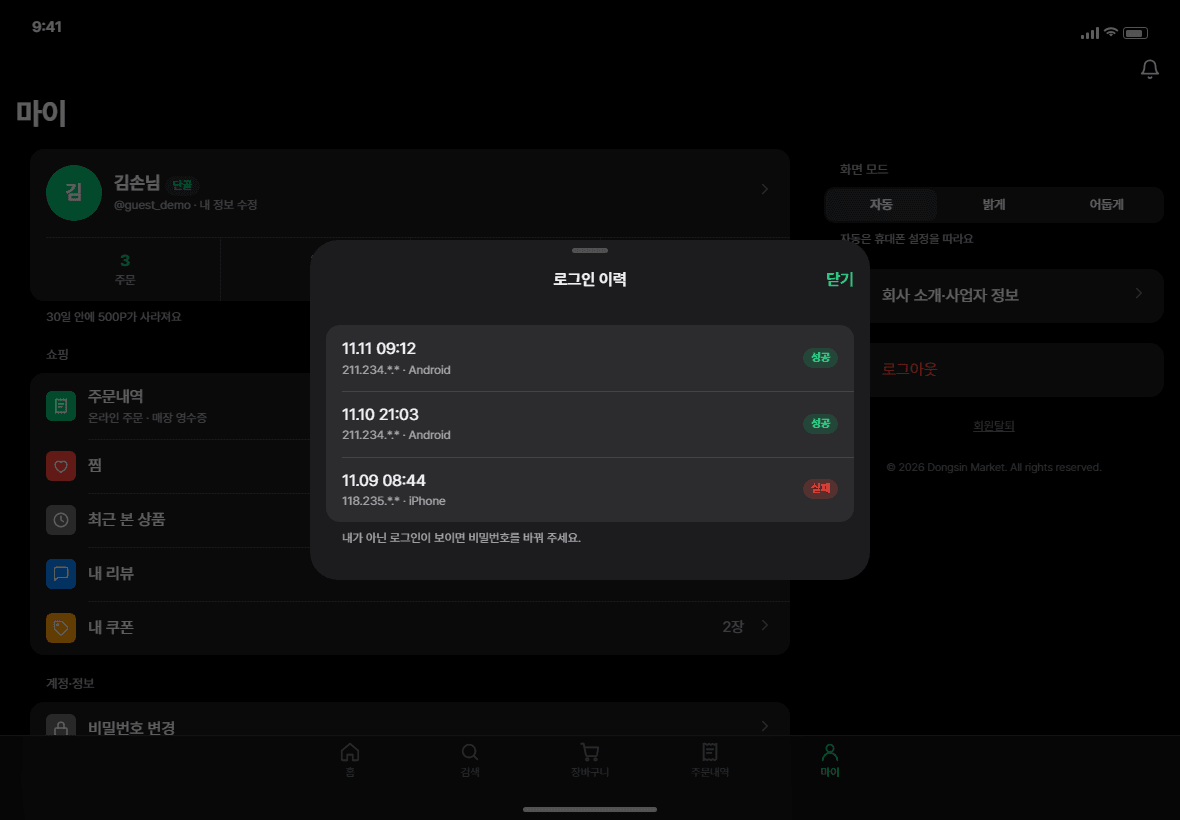 9:41
마이
김
김손님 단골
@guest_demo · 내 정보 수정
3
주문
30일 안에 500P가 사라져요
쇼핑
주문내역
온라인 주문 · 매장 영수증
찜
최근 본 상품
내 리뷰
내 쿠폰
2장
계정·정보
비밀번호 변경
화면 모드
자동 밝게 어둡게
자동은 휴대폰 설정을 따라요
회사 소개·사업자 정보
로그아웃
회원탈퇴
© 2026 Dongsin Market. All rights reserved.
로그인 이력
닫기
11.11 09:12
211.234.*.* · Android
성공
11.10 21:03
211.234.*.* · Android
성공
11.09 08:44
118.235.*.* · iPhone
실패
내가 아닌 로그인이 보이면 비밀번호를 바꿔 주세요.
홈 검색 장바구니 주문내역 마이